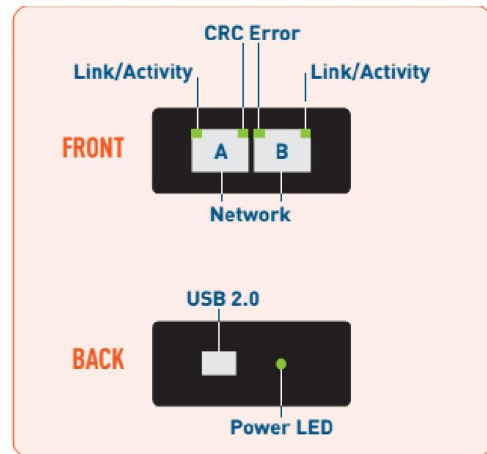 CRC Error
Link/Activity
Link/Activity
FRONT
A
B
Network
USB 2.0
BACK
Power LED